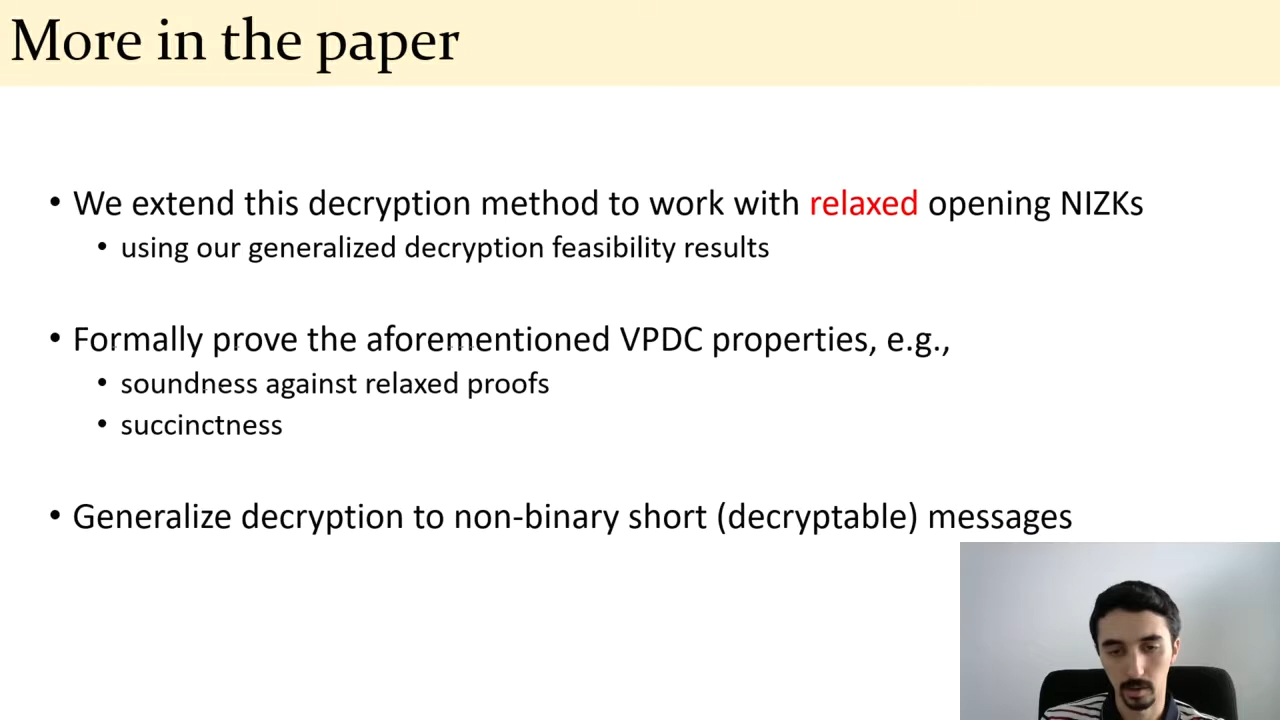 More in the paper
• We extend this decryption method to work with relaxed opening NIZKs
• using our generalized decryption feasibility results
• Formally prove the aforementioned VPDC properties, e.g.,
• soundness against relaxed proofs
• succinctness
• Generalize decryption to non-binary short (decryptable) messages